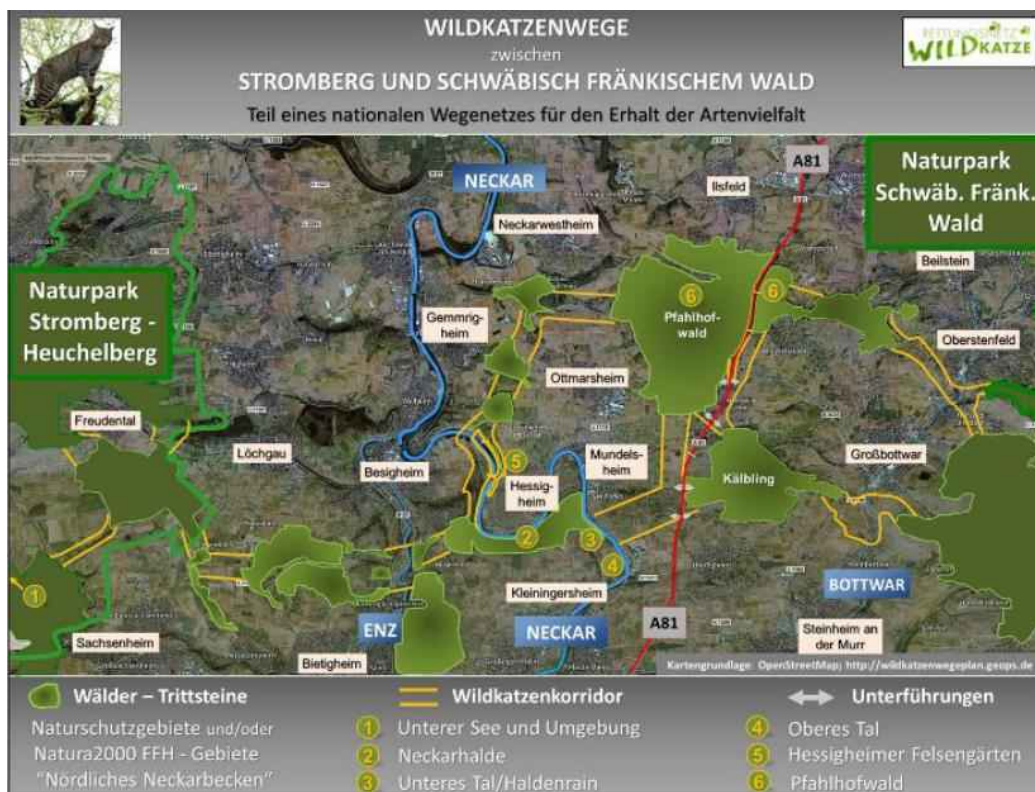 WILDKATZENWEGE
zwischen
STROMBERG UND SCHWÄBISCH FRÄNKISCHEM WALD
Teil eines nationalen Wegenetzes für den Erhalt der Artenvielfalt
RETTUNGSNETZ
WILDKATZE
NECKAR
A81
Ilsfeld
Naturpark
Schwäb. Fränk.
Wald
Neckarwestheim
Beilstein
Naturpark
Stromberg -
Heuchelberg
6
6
Pfahlhof-
wald
Gemmrig-
heim
Oberstenfeld
Ottmarsheim
Freudental
Löchgau
Besigheim
Mundels-
heim
Großbottwar
5
Hessig-
heim
Kälbling
2
3
4
1
Kleiningersheim
BOTTWAR
ENZ
NECKAR
A81
Sachsenheim
Bietigheim
Steinheim an
der Murr
Kartengrundlage: OpenStreetMap; http://wildkatzenwegeplan.geops.de
Wälder – Trittsteine
Naturschutzgebiete und/oder
Natura2000 FFH - Gebiete
"Nördliches Neckarbecken"
Wildkatzenkorridor
1 Unterer See und Umgebung
2 Neckarhalde
3 Unteres Tal/Haldenrain
Unterführungen
4 Oberes Tal
5 Hessigheimer Felsengärten
6 Pfahlhofwald